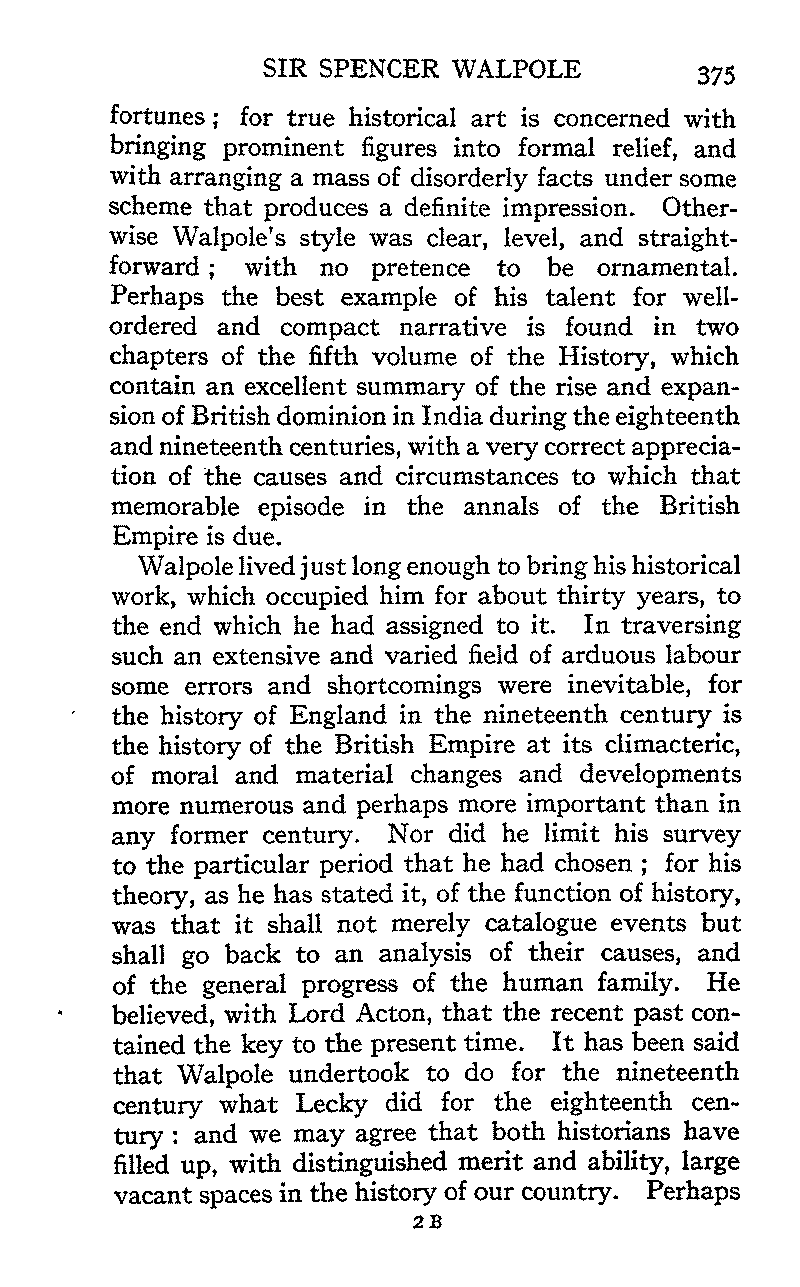 SIR SPENCER WALPOLE 375
fortunes ; for true historical art is concerned with
bringing prominent figures into formal relief, and
with arranging a mass of disorderly facts under some
scheme that produces a definite impression. Other-
wise Walpole's style was clear, level, and straight-
forward ; with no pretence to be ornamental.
Perhaps the best example of his talent for well-
ordered and compact narrative is found in two
chapters of the fifth volume of the History, which
contain an excellent summary of the rise and expan-
sion of British dominion in India during the eighteenth
and nineteenth centuries, with a very correct apprecia-
tion of the causes and circumstances to which that
memorable episode in the annals of the British
Empire is due.
Walpole lived just long enough to bring his historical
work, which occupied him for about thirty years, to
the end which he had assigned to it. In traversing
such an extensive and varied field of arduous labour
some errors and shortcomings were inevitable, for
the history of England in the nineteenth century is
the history of the British Empire at its climacteric,
of moral and material changes and developments
more numerous and perhaps more important than in
any former century. Nor did he limit his survey
to the particular period that he had chosen ; for his
theory, as he has stated it, of the function of history,
was that it shall not merely catalogue events but
shall go back to an analysis of their causes, and
of the general progress of the human family. He
believed, with Lord Acton, that the recent past con-
tained the key to the present time. It has been said
that Walpole undertook to do for the nineteenth
century what Lecky did for the eighteenth cen-
tury : and we may agree that both historians have
filled up, with distinguished merit and ability, large
vacant spaces in the history of our country. Perhaps
2 B